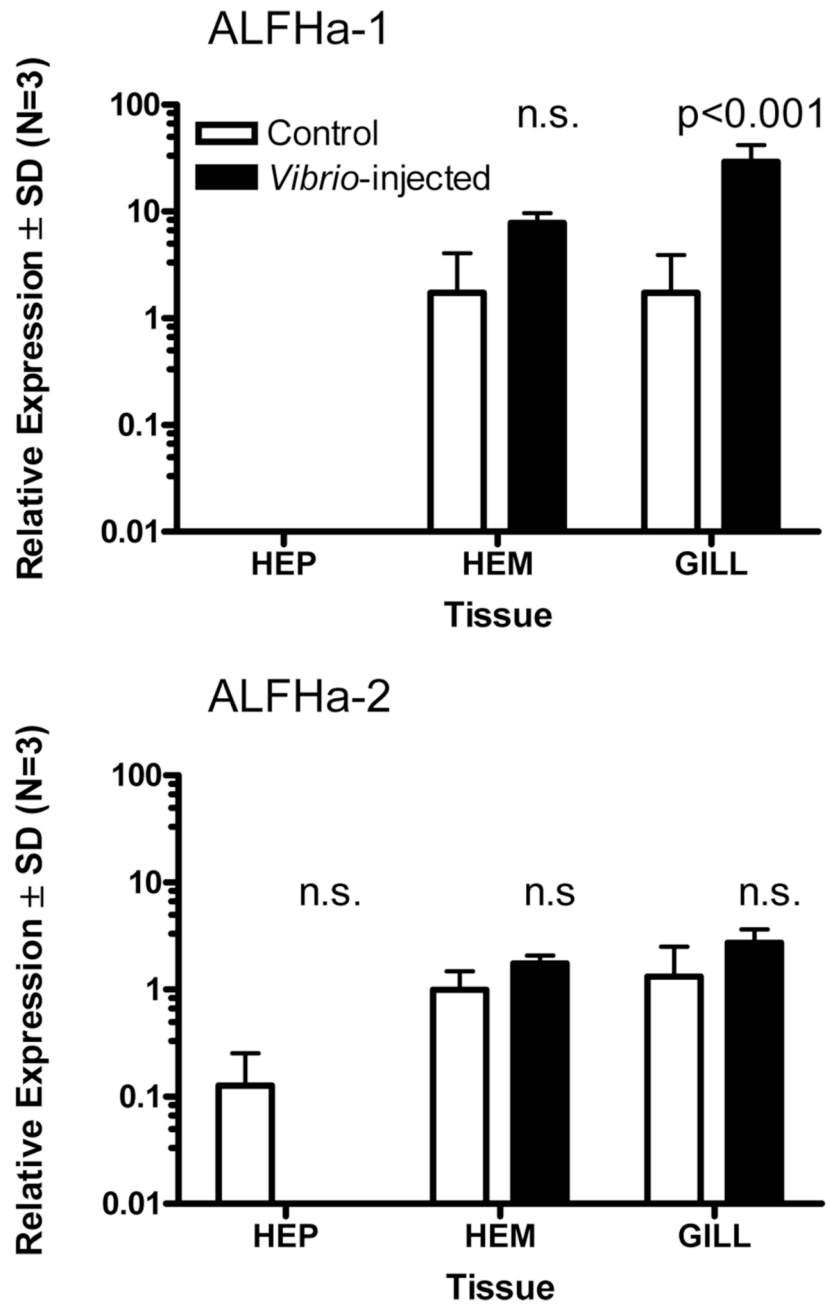 ALFHa-1
Relative Expression ± SD (N=3)
100
10
1
0.1
0.01
Control
Vibrio-injected
n.s.
p<0.001
HEP
HEM
GILL
Tissue
ALFHa-2
Relative Expression ± SD (N=3)
100
10
1
0.1
0.01
n.s.
n.s
n.s.
HEP
HEM
GILL
Tissue